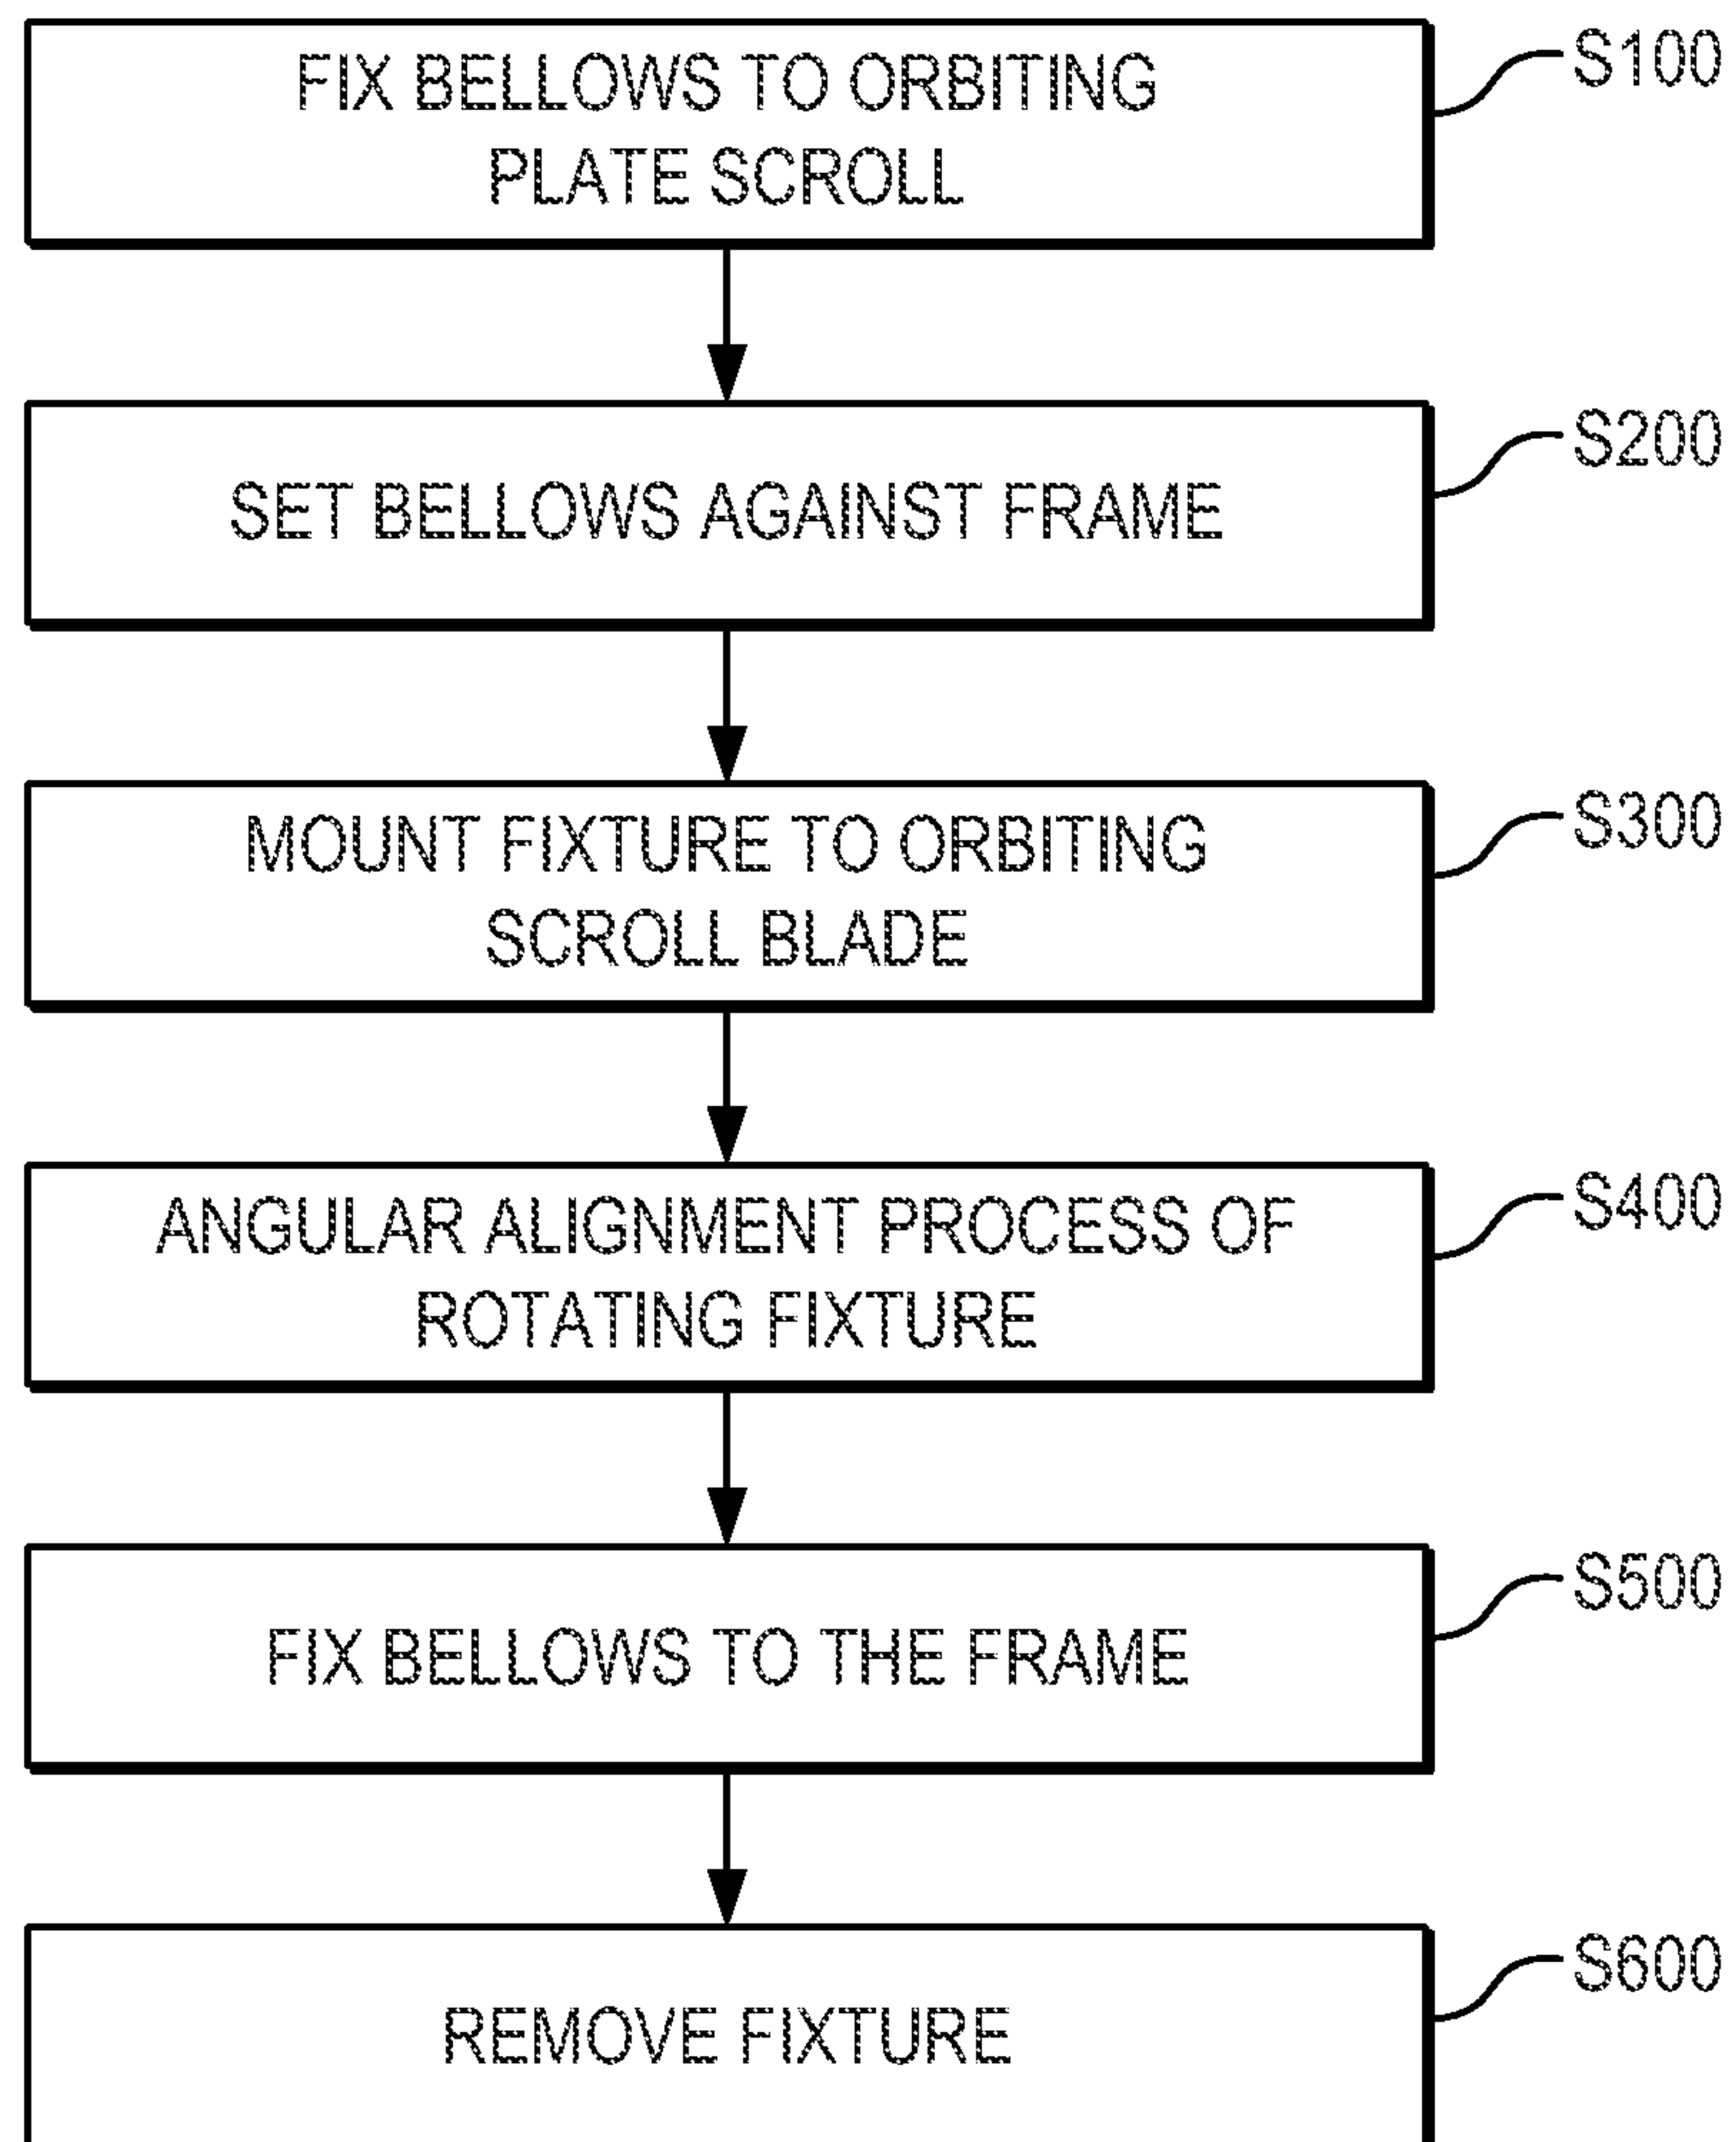 FIX BELLOWS TO ORBITING
PLATE SCROLL
S100
SET BELLOWS AGAINST FRAME
S200
MOUNT FIXTURE TO ORBITING
SCROLL BLADE
S300
ANGULAR ALIGNMENT PROCESS OF
ROTATING FIXTURE
S400
FIX BELLOWS TO THE FRAME
S500
REMOVE FIXTURE
S600